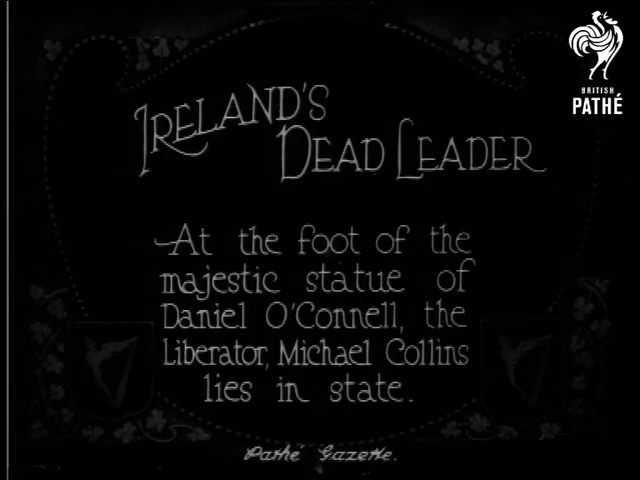 BRITISH
PATHÉ
IRELAND'S
DEAD LEADER
At the foot of the
majestic statue of
Daniel O'Connell, the
Liberator, Michael Collins
lies in state.
Pathé Gazette.